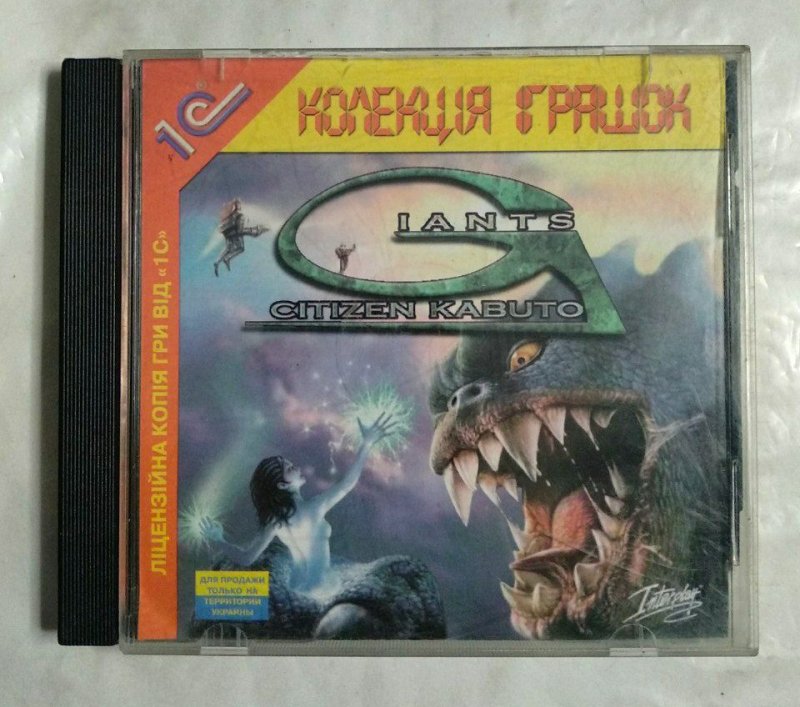 1С®
КОЛЕКЦІЯ ІГРАШОК
GIANTS
CITIZEN KABUTO
ЛІЦЕНЗІЙНА КОПІЯ ГРИ ВІД «1С»
ДЛЯ ПРОДАЖИ
ТОЛЬКО НА
ТЕРРИТОРИИ
УКРАИНЫ
Interplay